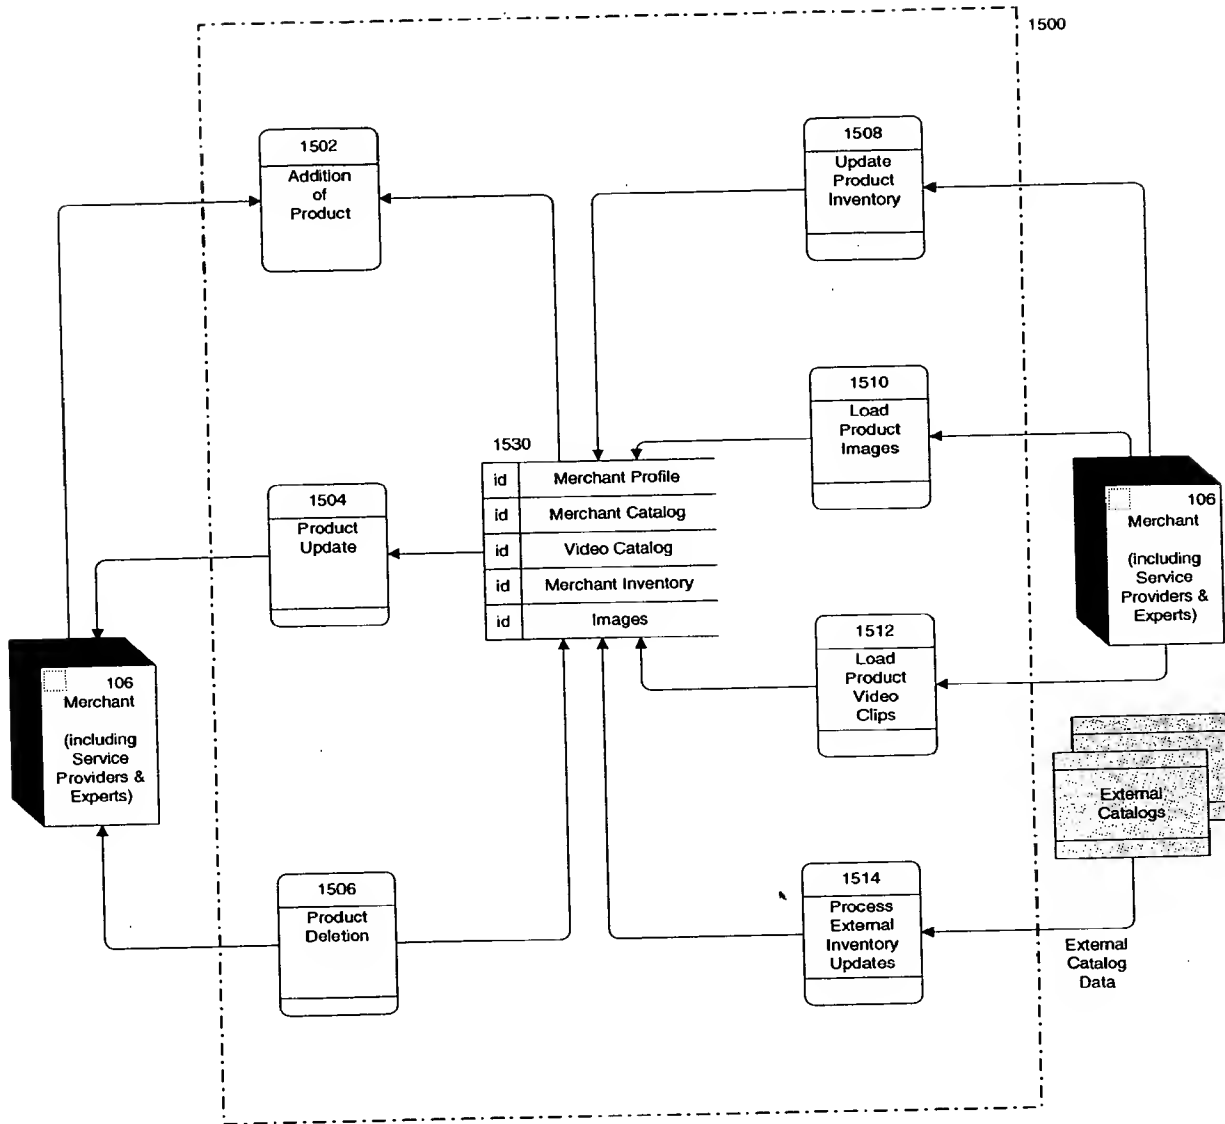 1500
1502
Addition
of
Product
1508
Update
Product
Inventory
1510
Load
Product
Images
1530
id Merchant Profile
id Merchant Catalog
id Video Catalog
id Merchant Inventory
id Images
1504
Product
Update
106
Merchant
(including
Service
Providers &
Experts)
1512
Load
Product
Video
Clips
106
Merchant
(including
Service
Providers &
Experts)
External
Catalogs
1506
Product
Deletion
1514
Process
External
Inventory
Updates
External
Catalog
Data